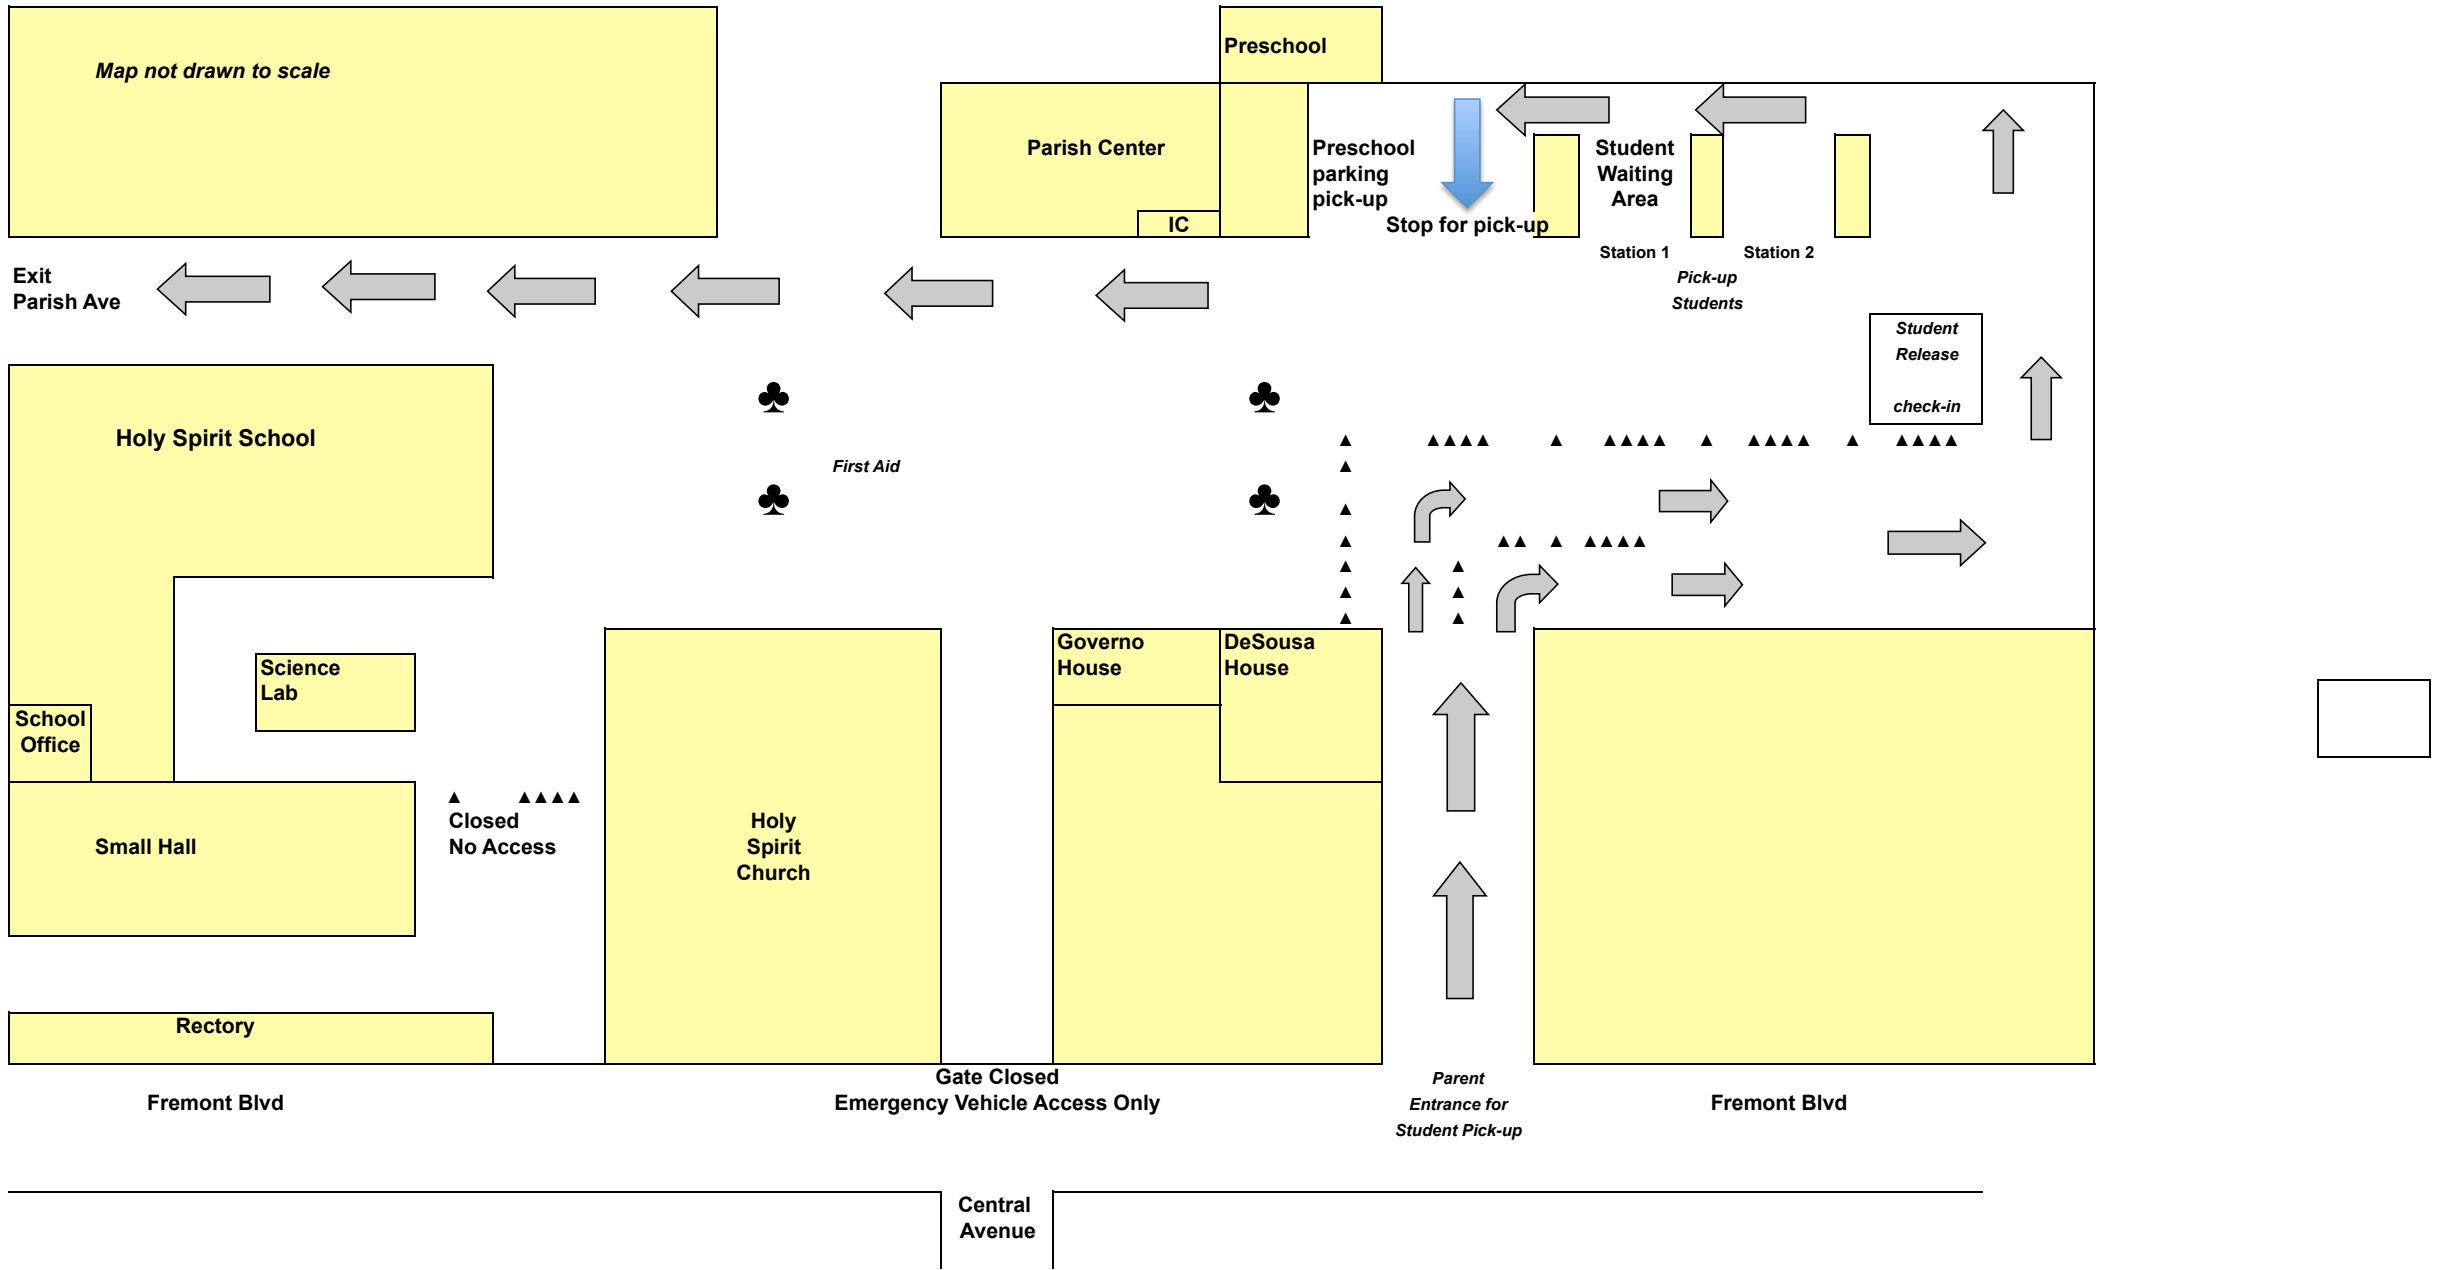 Map not drawn to scale
Preschool
Parish Center
IC
Preschool
parking
pick-up
Stop for pick-up
Student
Waiting
Area
Station 1
Station 2
Pick-up
Students
Exit
Parish Ave
Student
Release
check-in
Holy Spirit School
First Aid
Science
Lab
School
Office
Governo
House
DeSousa
House
Closed
No Access
Small Hall
Holy
Spirit
Church
Rectory
Fremont Blvd
Gate Closed
Emergency Vehicle Access Only
Parent
Entrance for
Student Pick-up
Fremont Blvd
Central
Avenue